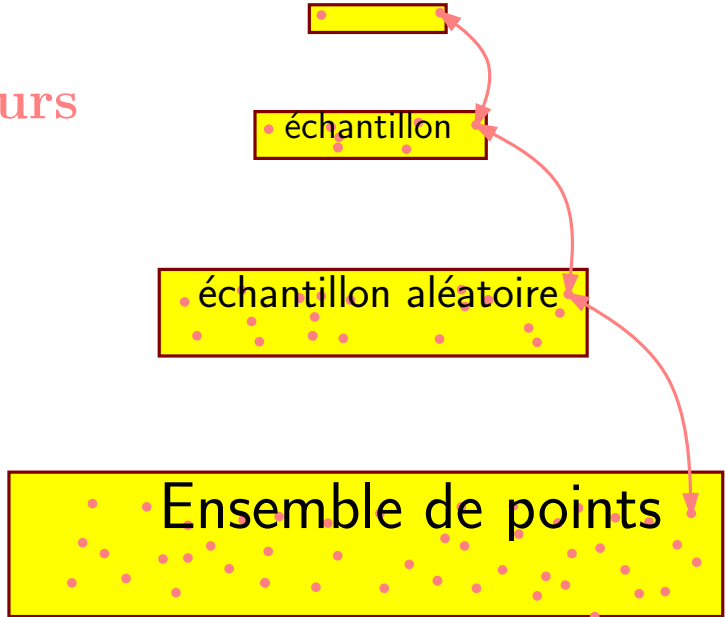 urs
échantillon
échantillon aléatoire
Ensemble de points